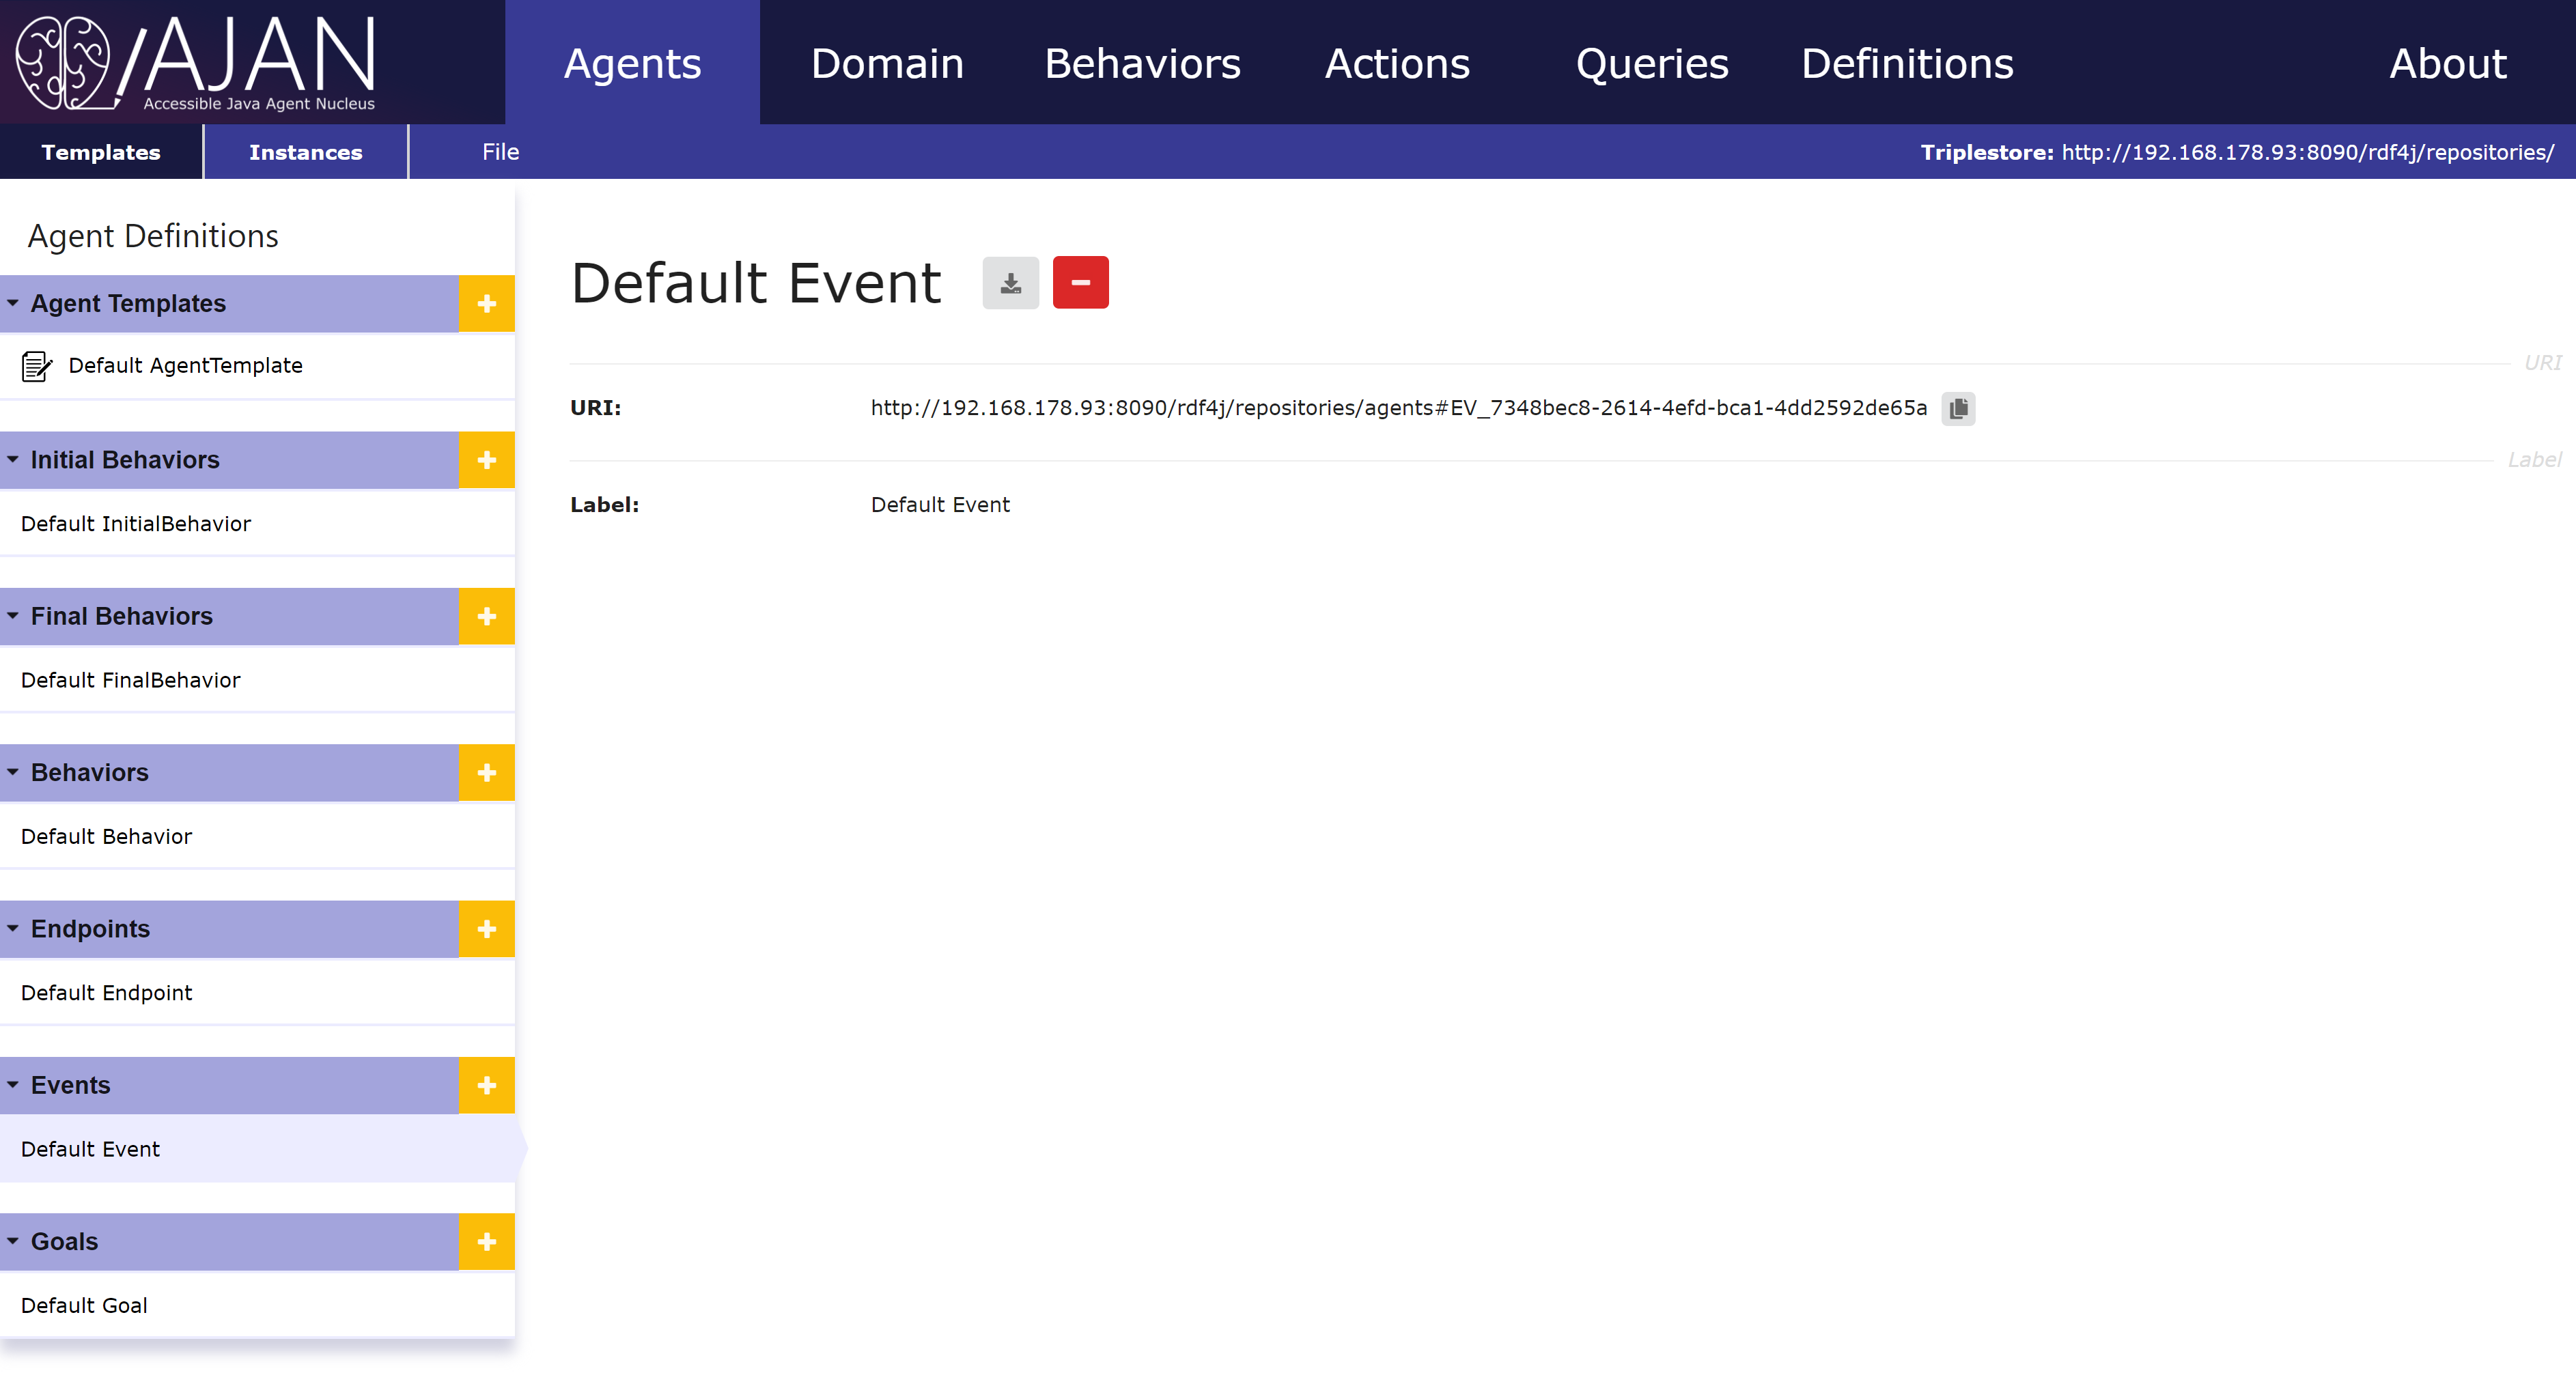 AJAN
Accessible Java Agent Nucleus
Agents Domain Behaviors Actions Queries Definitions About
Templates Instances File Triplestore: http://192.168.178.93:8090/rdf4j/repositories/
Agent Definitions
Agent Templates
Default AgentTemplate
Initial Behaviors
Default InitialBehavior
Final Behaviors
Default FinalBehavior
Behaviors
Default Behavior
Endpoints
Default Endpoint
Events
Default Event
Goals
Default Goal
Default Event
URI
URI: http://192.168.178.93:8090/rdf4j/repositories/agents#EV_7348bec8-2614-4efd-bca1-4dd2592de65a
Label
Label: Default Event